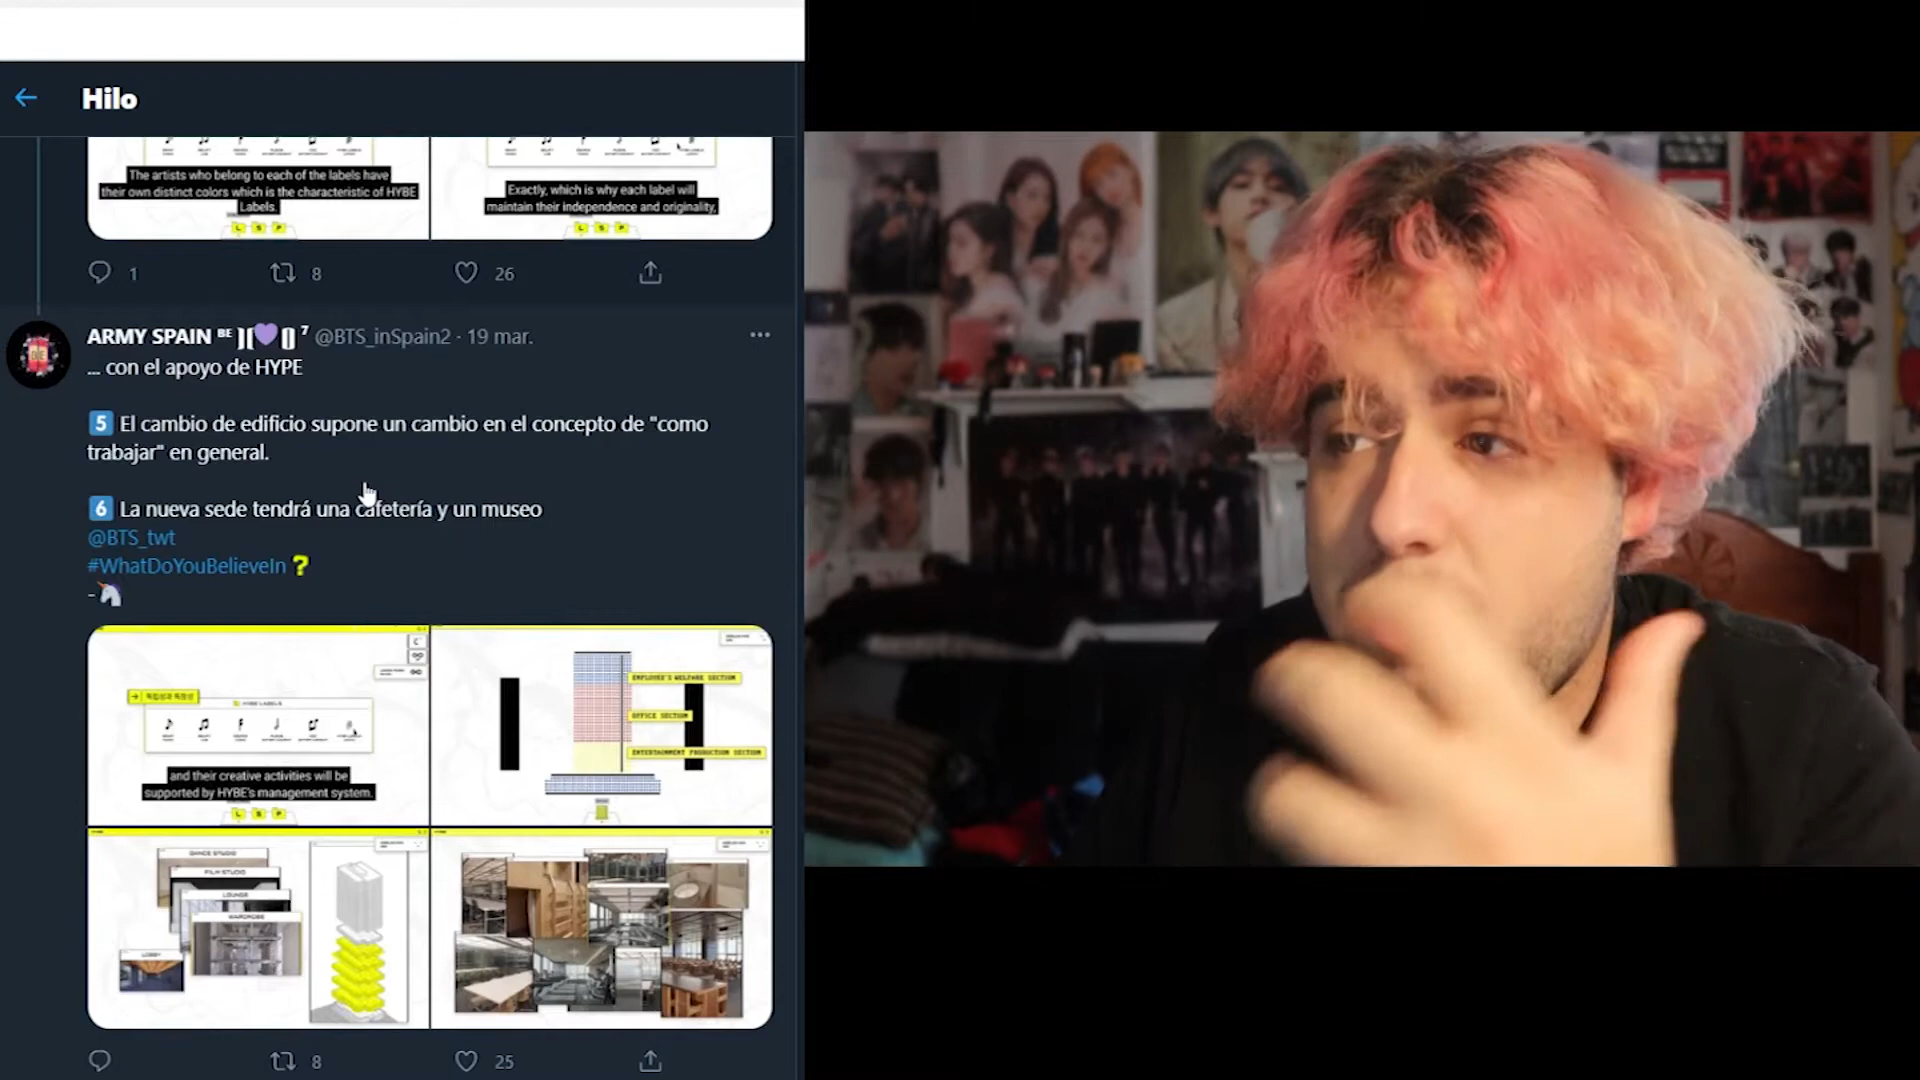 Hilo
The artists who belong to each of the labels have
their own distinct colors which is the characteristic of HYBE
Labels.
Exactly, which is why each label will
maintain their independence and originality,
L S P
L S P
1 8 26
ARMY SPAIN ᴮᴱ ⟭⟬💜⟬⟭ ⁷ @BTS_inSpain2 · 19 mar.
... con el apoyo de HYPE
5 El cambio de edificio supone un cambio en el concepto de "como
trabajar" en general.
6 La nueva sede tendrá una cafetería y un museo
@BTS_twt
#WhatDoYouBelieveIn ?
-🦄
HYBE LABELS
and their creative activities will be
supported by HYBE's management system.
L S P
EMPLOYEE'S WELFARE SECTION
OFFICE SECTION
ENTERTAINMENT PRODUCTION SECTION
DANCE STUDIO
FILM STUDIO
LOUNGE
WARDROBE
LOBBY
8 25